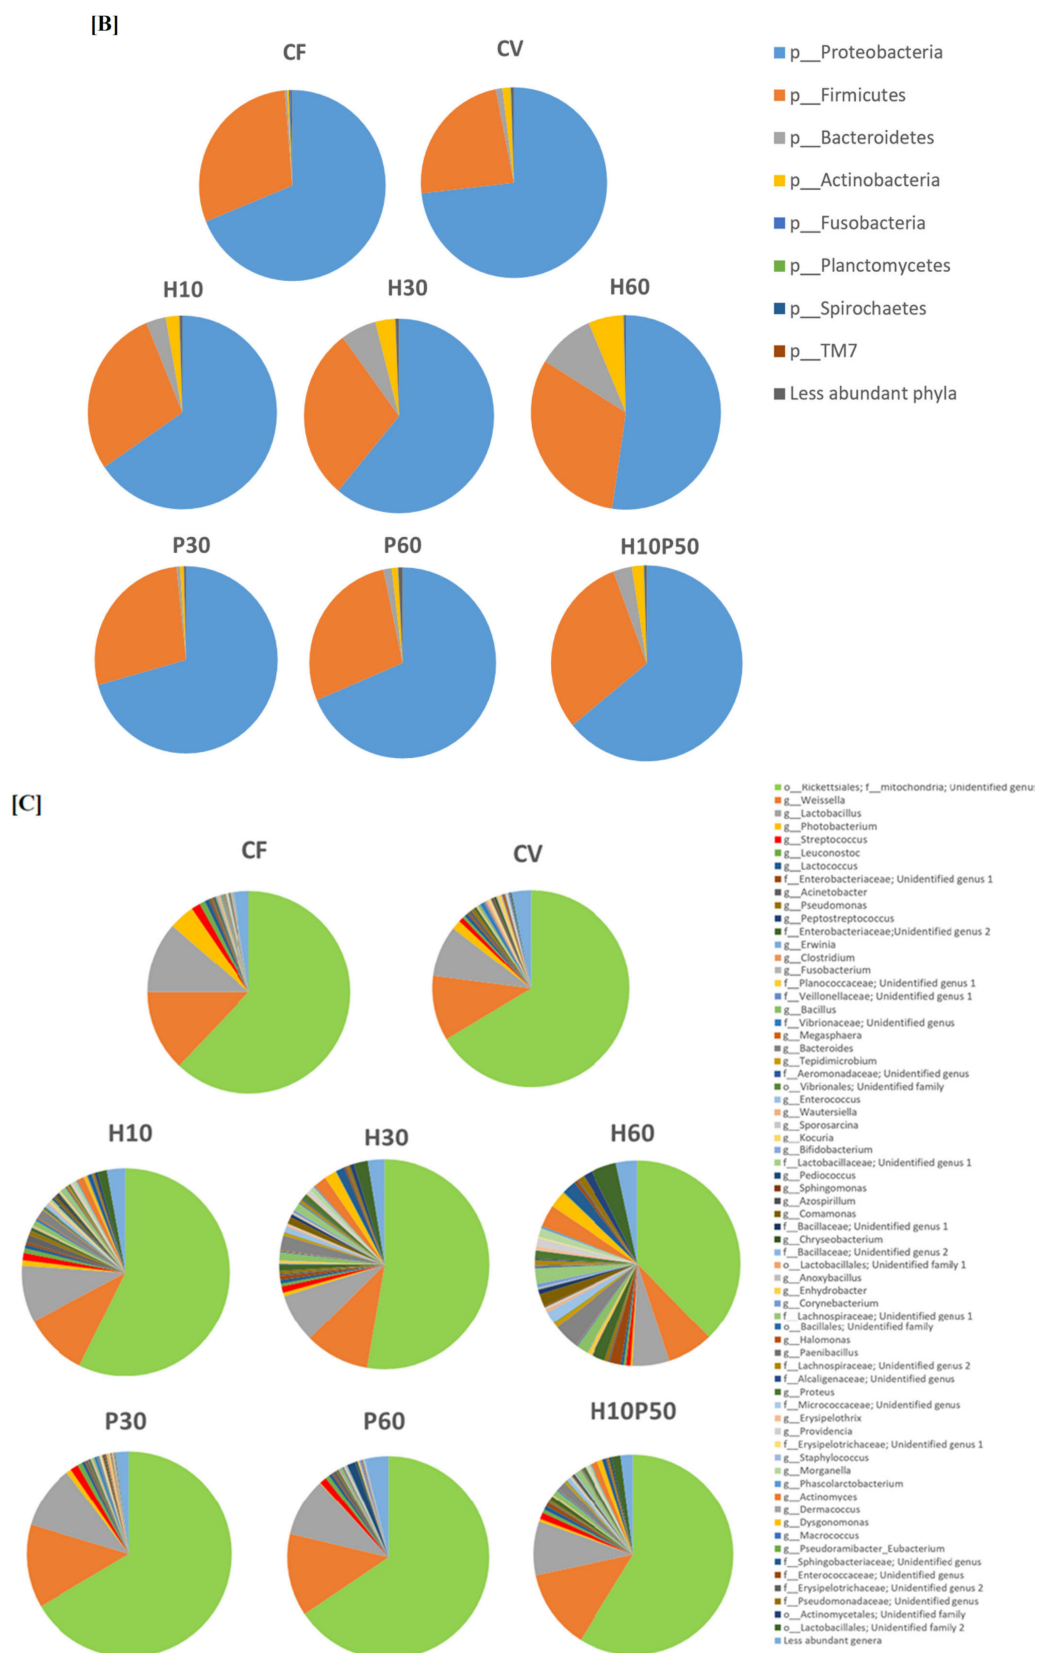 [B]
CF
CV
p__Proteobacteria
p__Firmicutes
p__Bacteroidetes
p__Actinobacteria
p__Fusobacteria
p__Planctomycetes
p__Spirochaetes
p__TM7
Less abundant phyla
H10
H30
H60
P30
P60
H10P50
[C]
CF
CV
H10
H30
H60
P30
P60
H10P50
o__Rickettsiales; f__mitochondria; Unidentified genus
g__Weissella
g__Lactobacillus
g__Photobacterium
g__Streptococcus
g__Leuconostoc
g__Lactococcus
f__Enterobacteriaceae; Unidentified genus 1
g__Acinetobacter
g__Pseudomonas
g__Peptostreptococcus
f__Enterobacteriaceae;Unidentified genus 2
g__Erwinia
g__Clostridium
g__Fusobacterium
f__Planococcaceae; Unidentified genus 1
f__Veillonellaceae; Unidentified genus 1
g__Bacillus
f__Vibrionaceae; Unidentified genus
g__Megasphaera
g__Bacteroides
g__Tepidimicrobium
f__Aeromonadaceae; Unidentified genus
o__Vibrionales; Unidentified family
g__Enterococcus
g__Wautersiella
g__Sporosarcina
g__Kocuria
g__Bifidobacterium
f__Lactobacillaceae; Unidentified genus 1
g__Pediococcus
g__Sphingomonas
g__Azospirillum
g__Comamonas
f__Bacillaceae; Unidentified genus 1
g__Chryseobacterium
f__Bacillaceae; Unidentified genus 2
o__Lactobacillales; Unidentified family 1
g__Anoxybacillus
g__Enhydrobacter
g__Corynebacterium
f__Lachnospiraceae; Unidentified genus 1
o__Bacillales; Unidentified family
g__Halomonas
g__Paenibacillus
f__Lachnospiraceae; Unidentified genus 2
f__Alcaligenaceae; Unidentified genus
g__Proteus
f__Micrococcaceae; Unidentified genus
g__Erysipelothrix
g__Providencia
f__Erysipelotrichaceae; Unidentified genus 1
g__Staphylococcus
g__Morganella
g__Phascolarctobacterium
g__Actinomyces
g__Dermacoccus
g__Dysgonomonas
g__Macrococcus
g__Pseudoramibacter_Eubacterium
f__Sphingobacteriaceae; Unidentified genus
f__Enterococcaceae; Unidentified genus
f__Erysipelotrichaceae; Unidentified genus 2
f__Pseudomonadaceae; Unidentified genus
o__Actinomycetales; Unidentified family
o__Lactobacillales; Unidentified family 2
Less abundant genera